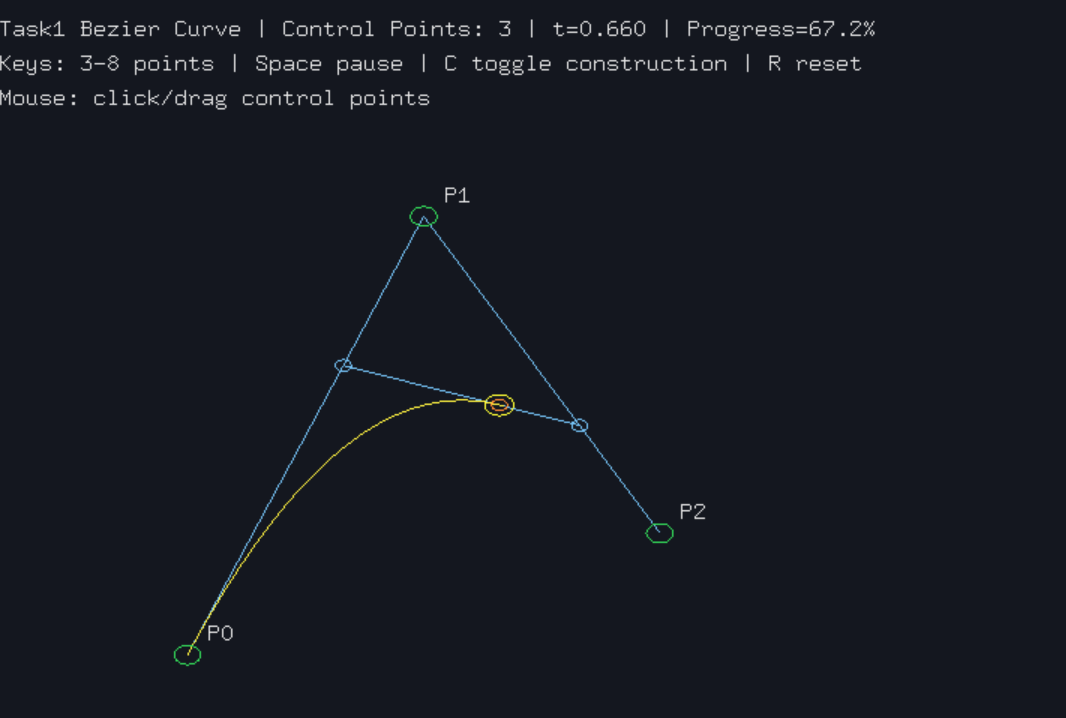 Task1 Bezier Curve | Control Points: 3 | t=0.660 | Progress=67.2%
Keys: 3-8 points | Space pause | C toggle construction | R reset
Mouse: click/drag control points
P1
P2
P0